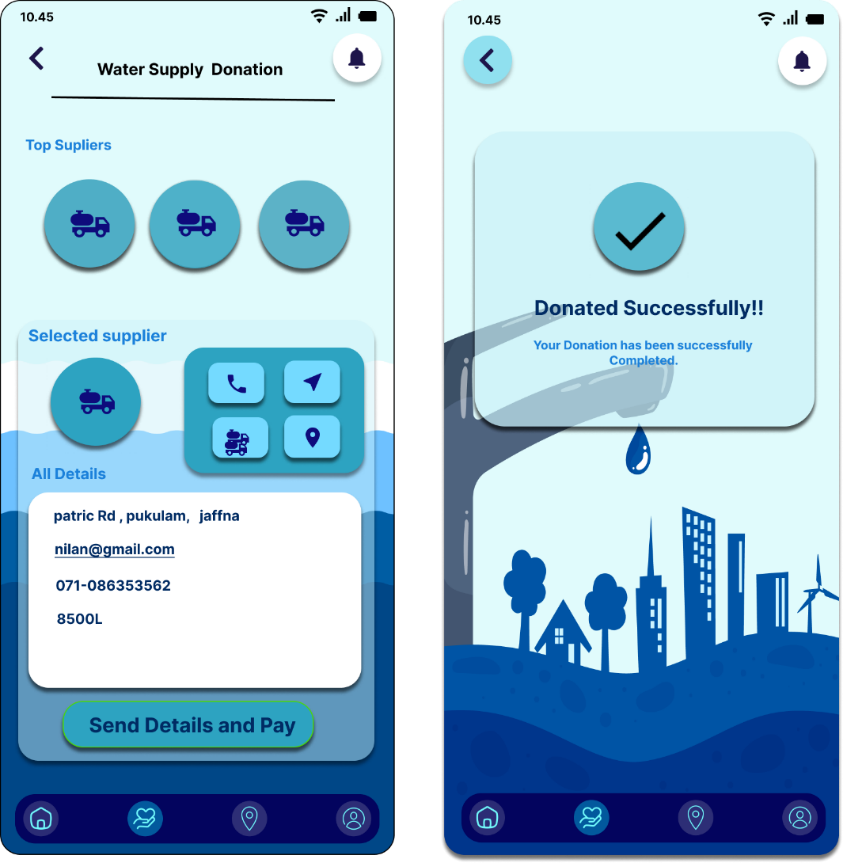 10.45
Water Supply Donation
Top Supliers
Selected supplier
All Details
patric Rd , pukulam, jaffna
nilan@gmail.com
071-086353562
8500L
Send Details and Pay
10.45
Donated Successfully!!
Your Donation has been successfully
Completed.